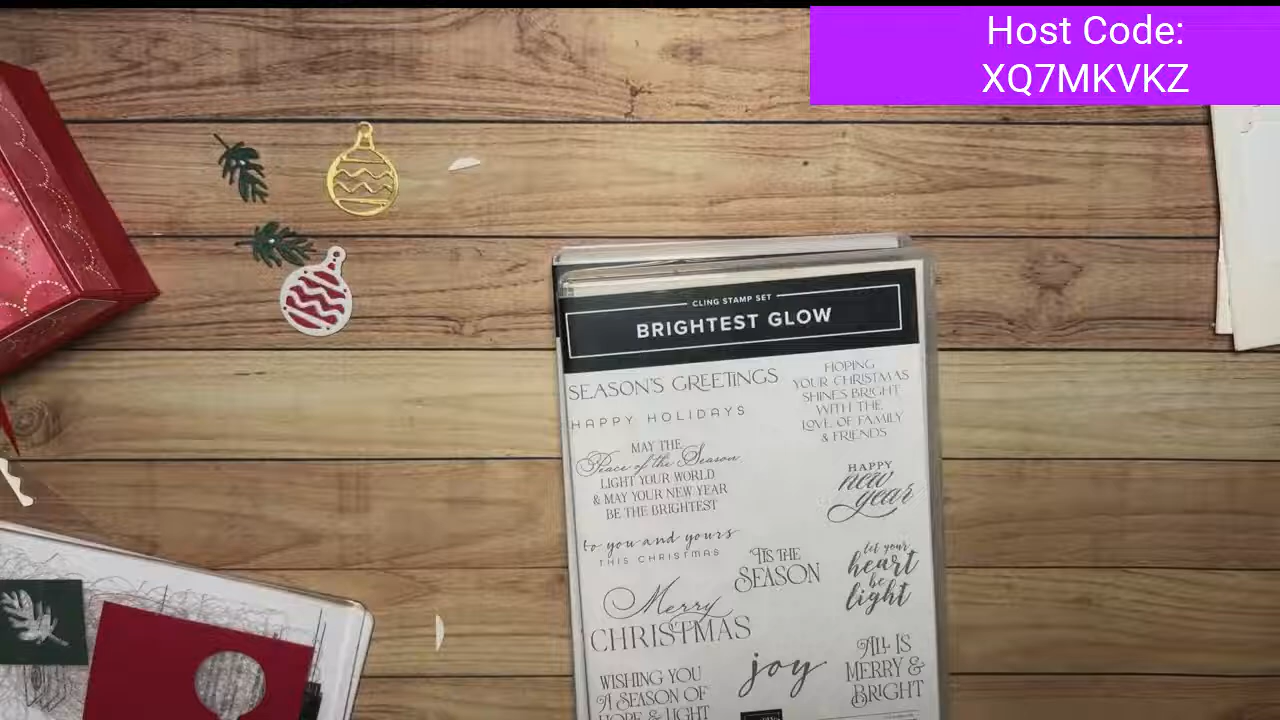 Host Code:
XQ7MKVKZ
CLING STAMP SET
BRIGHTEST GLOW
SEASON'S GREETINGS
HAPPY HOLIDAYS
MAY THE
Peace of the Season
LIGHT YOUR WORLD
& MAY YOUR NEW YEAR
BE THE BRIGHTEST
to you and yours
THIS CHRISTMAS
Merry
CHRISTMAS
WISHING YOU
A SEASON OF
HOPE & LIGHT
'TIS THE
SEASON
joy
HOPING
YOUR CHRISTMAS
SHINES BRIGHT
WITH THE
LOVE OF FAMILY
& FRIENDS
HAPPY
new
year
let your
heart
be
light
ALL IS
MERRY &
BRIGHT